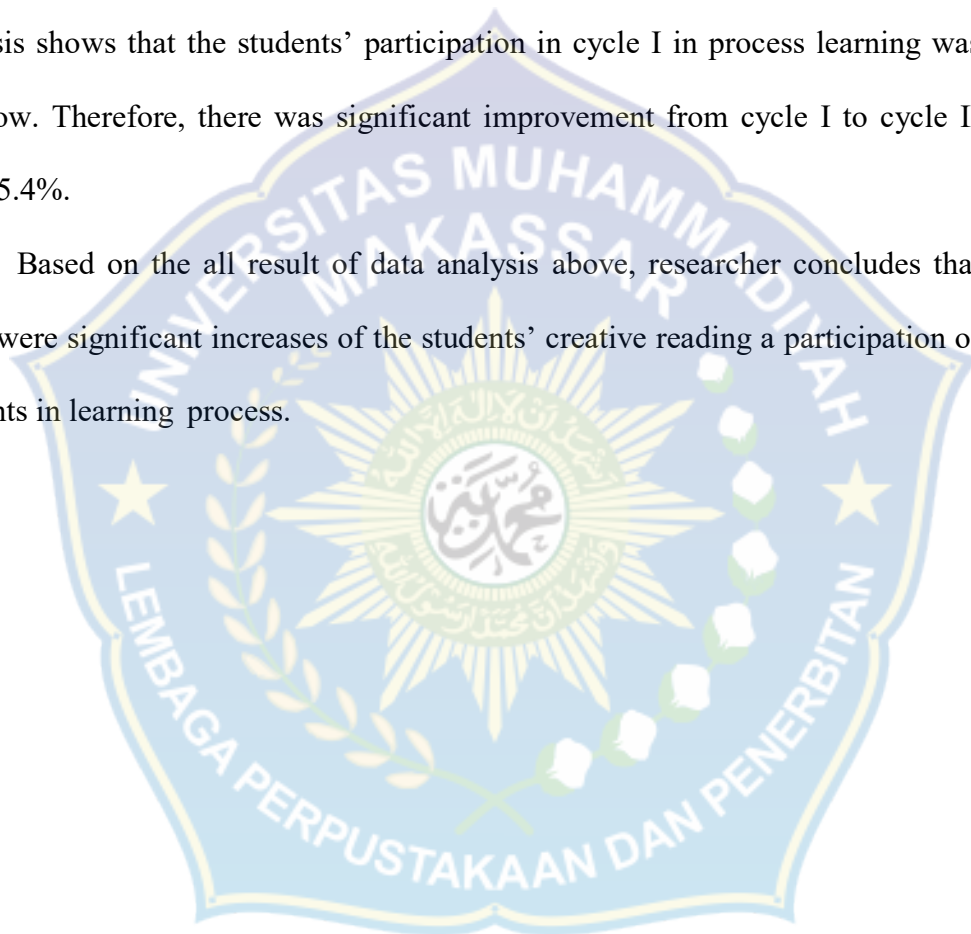 sis shows that the students’ participation in cycle I in process learning was
ow. Therefore, there was significant improvement from cycle I to cycle I
5.4%.
Based on the all result of data analysis above, researcher concludes tha
were significant increases of the students’ creative reading a participation o
nts in learning process.
UNIVERSITAS MUHAMMADIYAH
MAKASSAR
LEMBAGA PERPUSTAKAAN DAN PENERBITAN